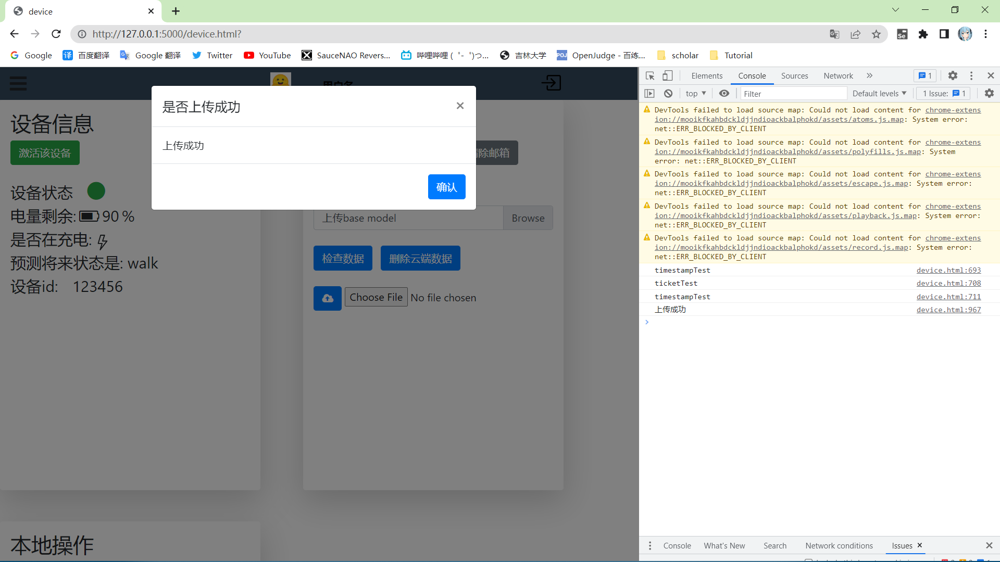 device
http://127.0.0.1:5000/device.html?
Google 百度翻译 Google 翻译 Twitter YouTube SauceNAO Revers... 哔哩哔哩 ( ゜- ゜)つ... 吉林大学 OpenJudge - 百练... scholar Tutorial
用户名
是否上传成功 ×
上传成功
确认
设备信息
激活该设备
设备状态
电量剩余: 90 %
是否在充电:
预测将来状态是: walk
设备id: 123456
除邮箱
上传base model Browse
检查数据 删除云端数据
Choose File No file chosen
本地操作
Elements Console Sources Network » 1
top Filter Default levels 1 Issue: 1
DevTools failed to load source map: Could not load content for chrome-extens
ion://mooikfkahbdckldjjndioackbalphokd/assets/atoms.js.map: System error:
net::ERR_BLOCKED_BY_CLIENT
DevTools failed to load source map: Could not load content for chrome-extens
ion://mooikfkahbdckldjjndioackbalphokd/assets/polyfills.js.map: System
error: net::ERR_BLOCKED_BY_CLIENT
DevTools failed to load source map: Could not load content for chrome-extens
ion://mooikfkahbdckldjjndioackbalphokd/assets/escape.js.map: System error:
net::ERR_BLOCKED_BY_CLIENT
DevTools failed to load source map: Could not load content for chrome-extens
ion://mooikfkahbdckldjjndioackbalphokd/assets/playback.js.map: System error:
net::ERR_BLOCKED_BY_CLIENT
DevTools failed to load source map: Could not load content for chrome-extens
ion://mooikfkahbdckldjjndioackbalphokd/assets/record.js.map: System error:
net::ERR_BLOCKED_BY_CLIENT
timestampTest device.html:693
ticketTest device.html:708
timestampTest device.html:711
上传成功 device.html:967
Console What's New Search Network conditions Issues